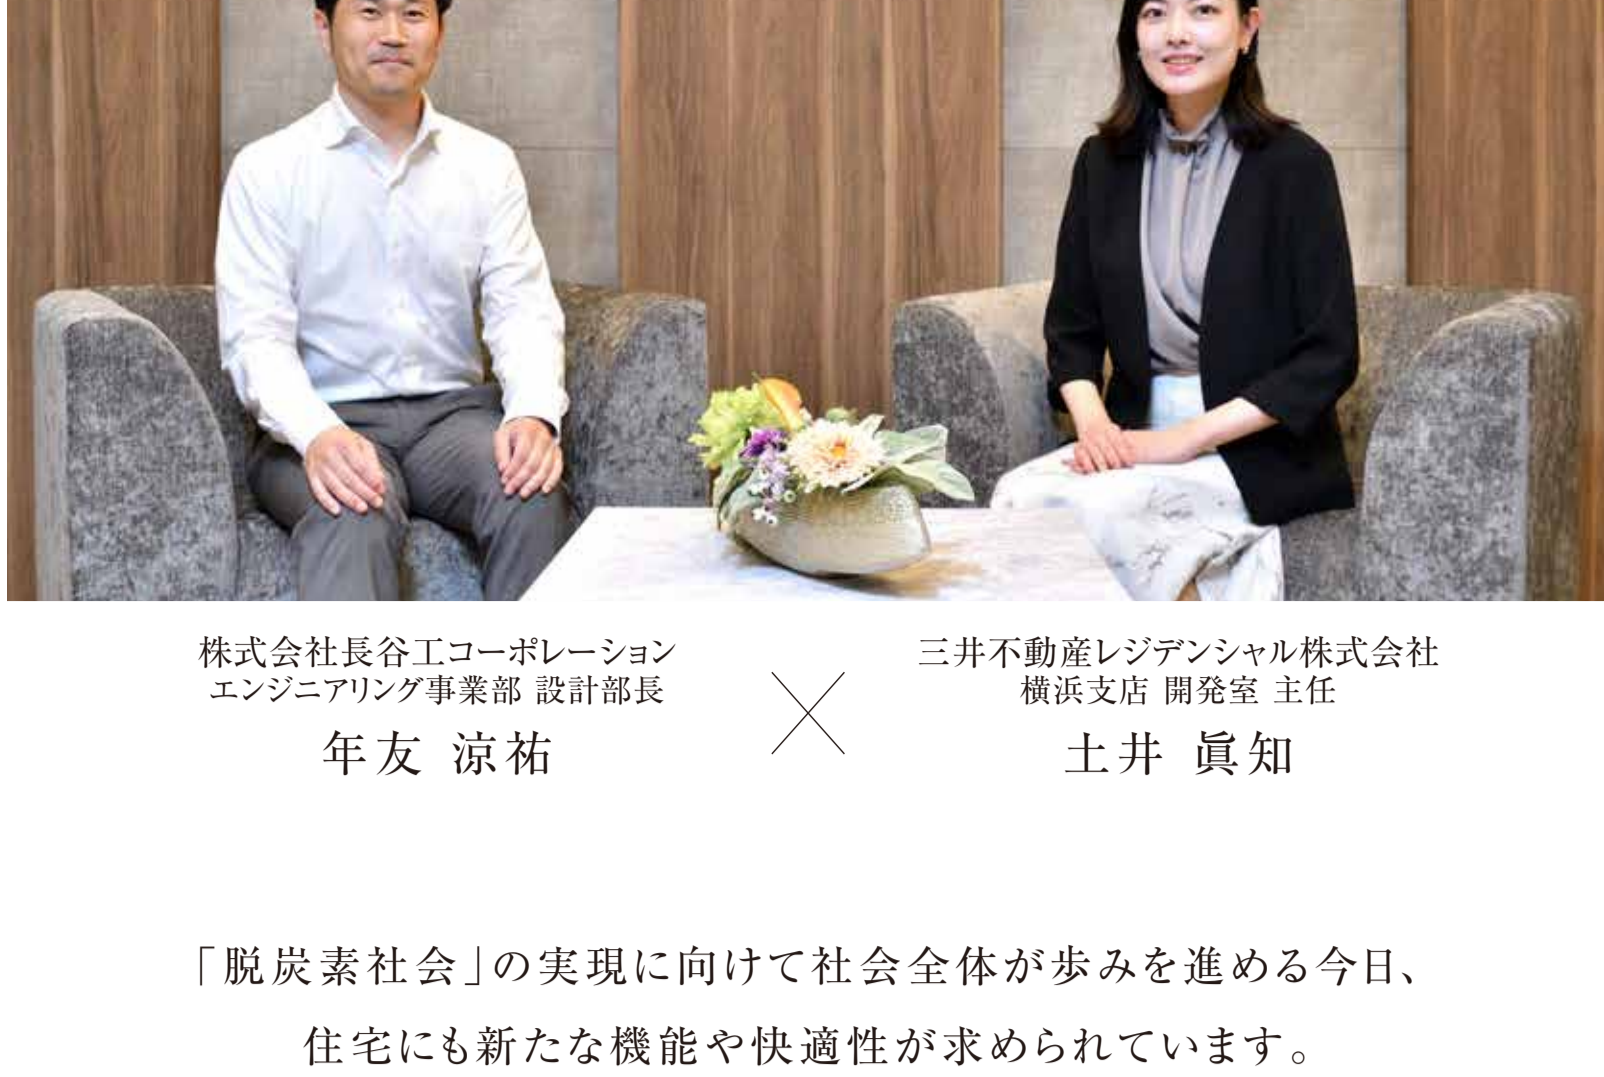 株式会社長谷工コーポレーション
エンジニアリング事業部 設計部長
年友 涼祐
三井不動産レジデンシャル株式会社
横浜支店 開発室 主任
土井 眞知
「脱炭素社会」の実現に向けて社会全体が歩みを進める今日、
住宅にも新たな機能や快適性が求められています。